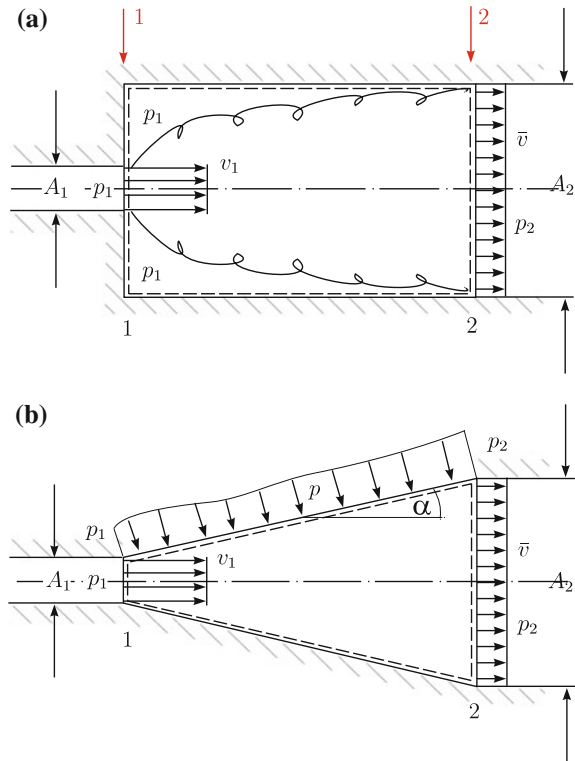 (a)
1
2
p₁
v₁
v̄
A₁
-p₁
A₂
p₂
p₁
1
2
(b)
p₂
p
p₁
α
v₁
v̄
A₁
- p₁
A₂
p₂
1
2